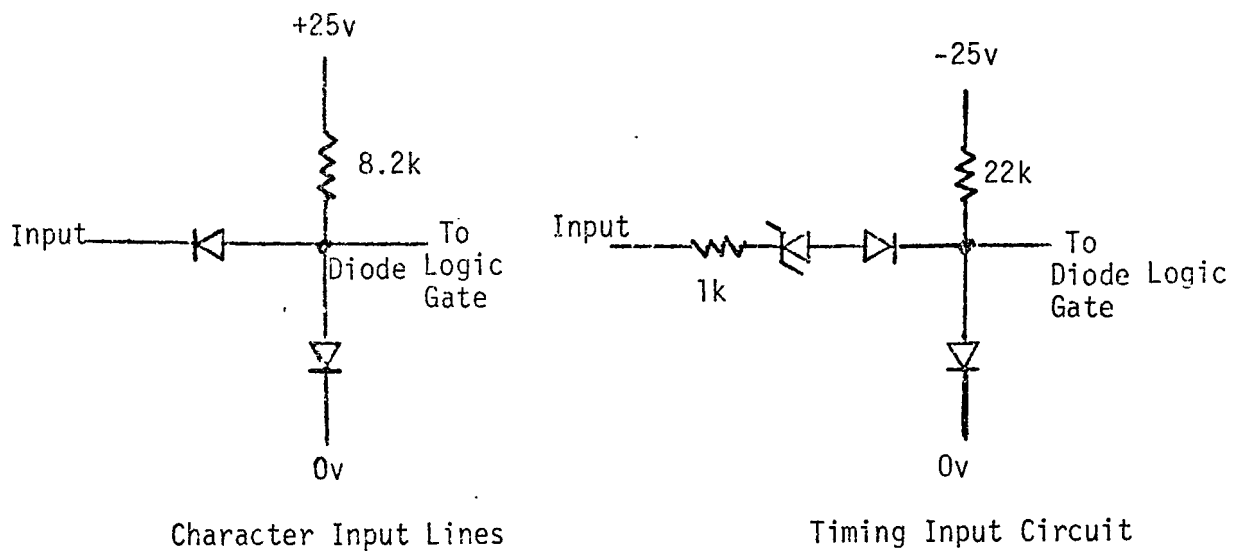 +25v
8.2k
Input
To
Diode Logic
Gate
0v
Character Input Lines
-25v
22k
Input
1k
To
Diode Logic
Gate
0v
Timing Input Circuit